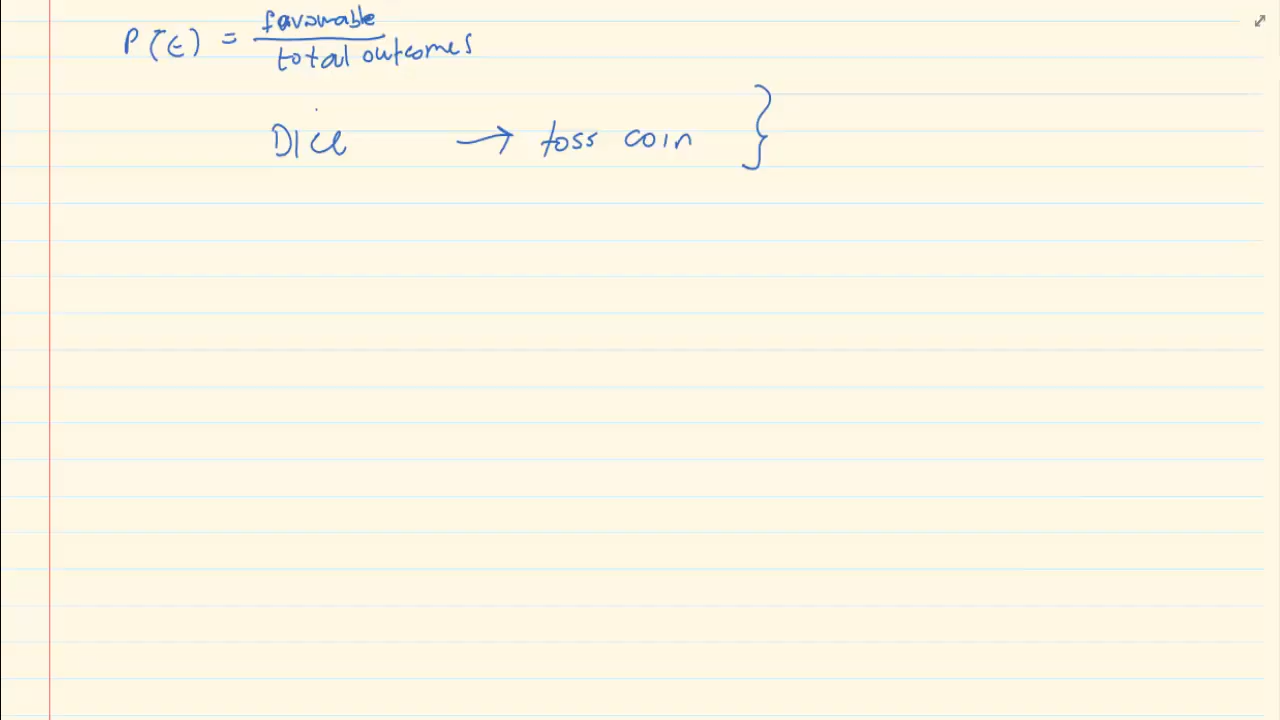 P(E) = favourable / total outcomes
Dice → toss coin }